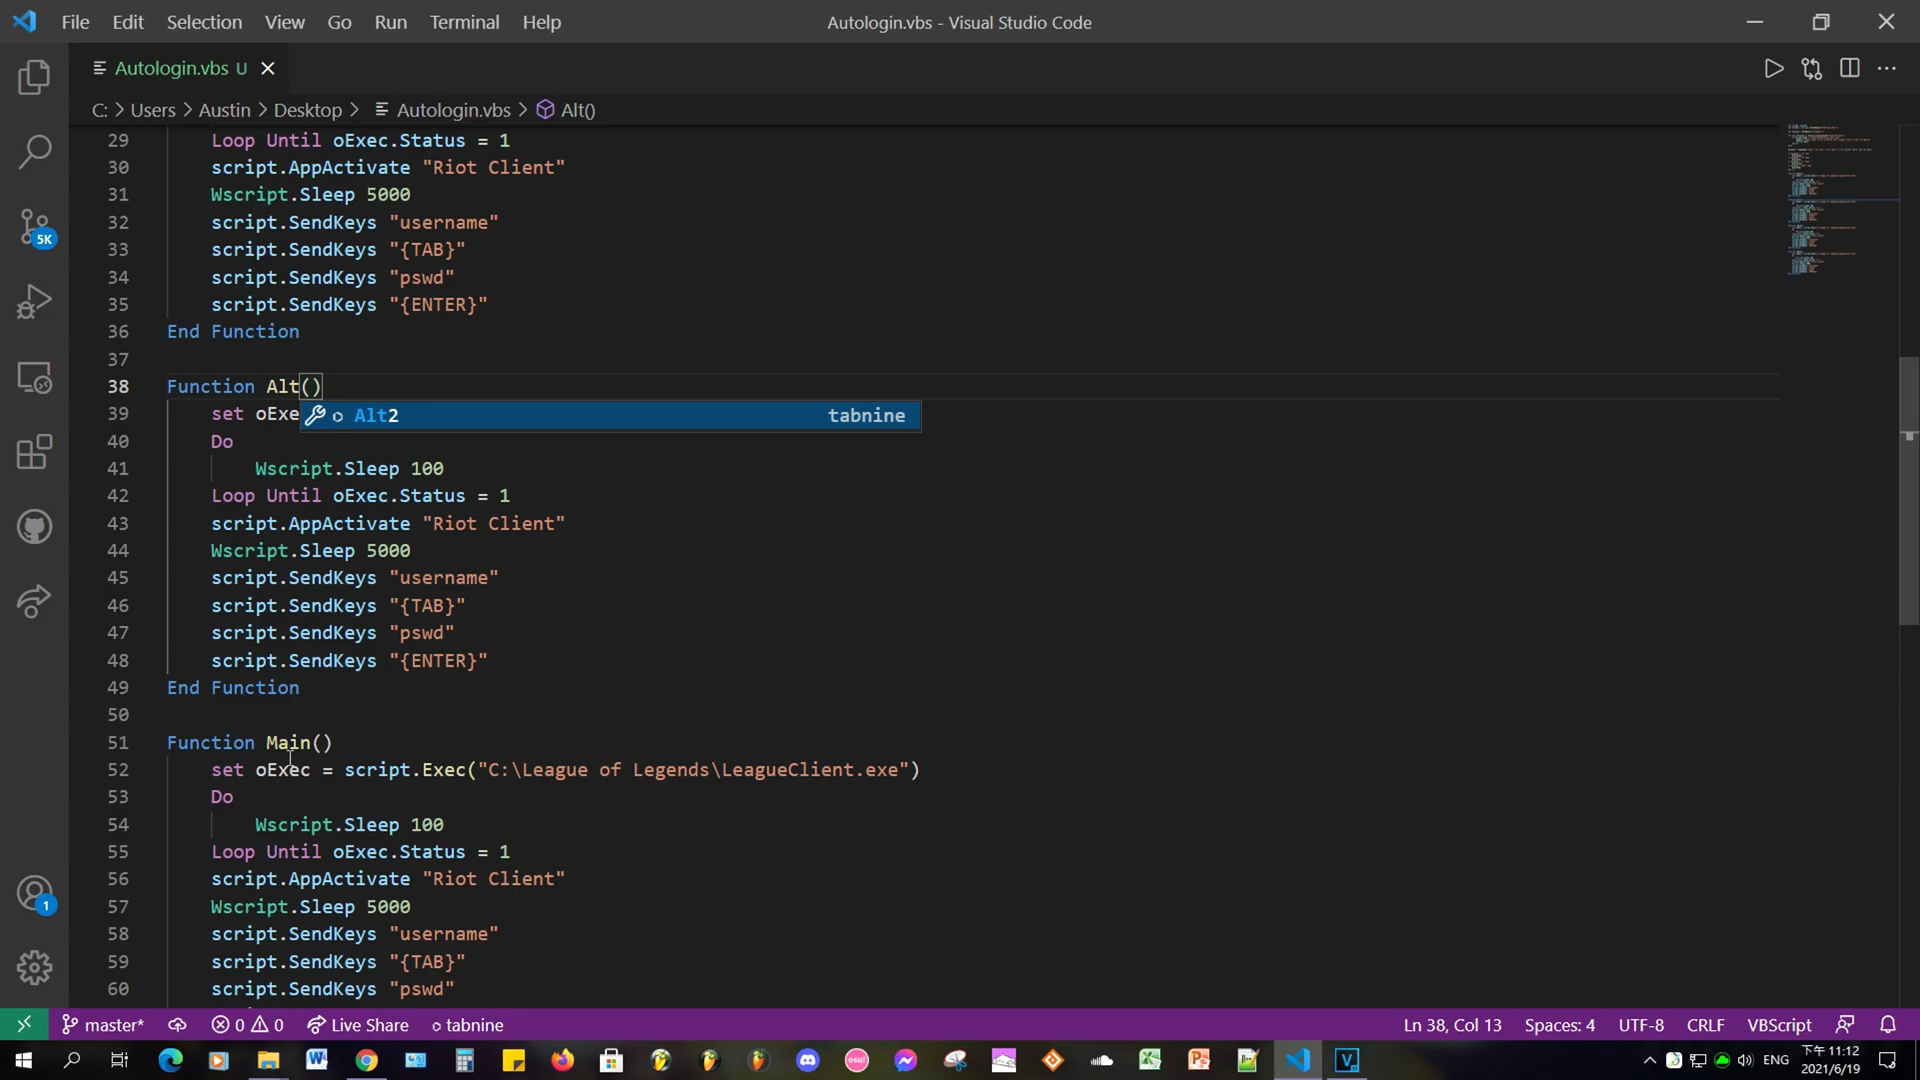 File Edit Selection View Go Run Terminal Help
Autologin.vbs - Visual Studio Code
Autologin.vbs U
C: > Users > Austin > Desktop > Autologin.vbs > Alt()
29 Loop Until oExec.Status = 1
30 script.AppActivate "Riot Client"
31 Wscript.Sleep 5000
32 script.SendKeys "username"
33 script.SendKeys "{TAB}"
34 script.SendKeys "pswd"
35 script.SendKeys "{ENTER}"
36 End Function
37
38 Function Alt()
39 set oExe
Alt2 tabnine
40 Do
41 Wscript.Sleep 100
42 Loop Until oExec.Status = 1
43 script.AppActivate "Riot Client"
44 Wscript.Sleep 5000
45 script.SendKeys "username"
46 script.SendKeys "{TAB}"
47 script.SendKeys "pswd"
48 script.SendKeys "{ENTER}"
49 End Function
50
51 Function Main()
52 set oExec = script.Exec("C:\League of Legends\LeagueClient.exe")
53 Do
54 Wscript.Sleep 100
55 Loop Until oExec.Status = 1
56 script.AppActivate "Riot Client"
57 Wscript.Sleep 5000
58 script.SendKeys "username"
59 script.SendKeys "{TAB}"
60 script.SendKeys "pswd"
5K
1
master* 0 0 Live Share tabnine
Ln 38, Col 13 Spaces: 4 UTF-8 CRLF VBScript
osu!
ENG
下午 11:12
2021/6/19